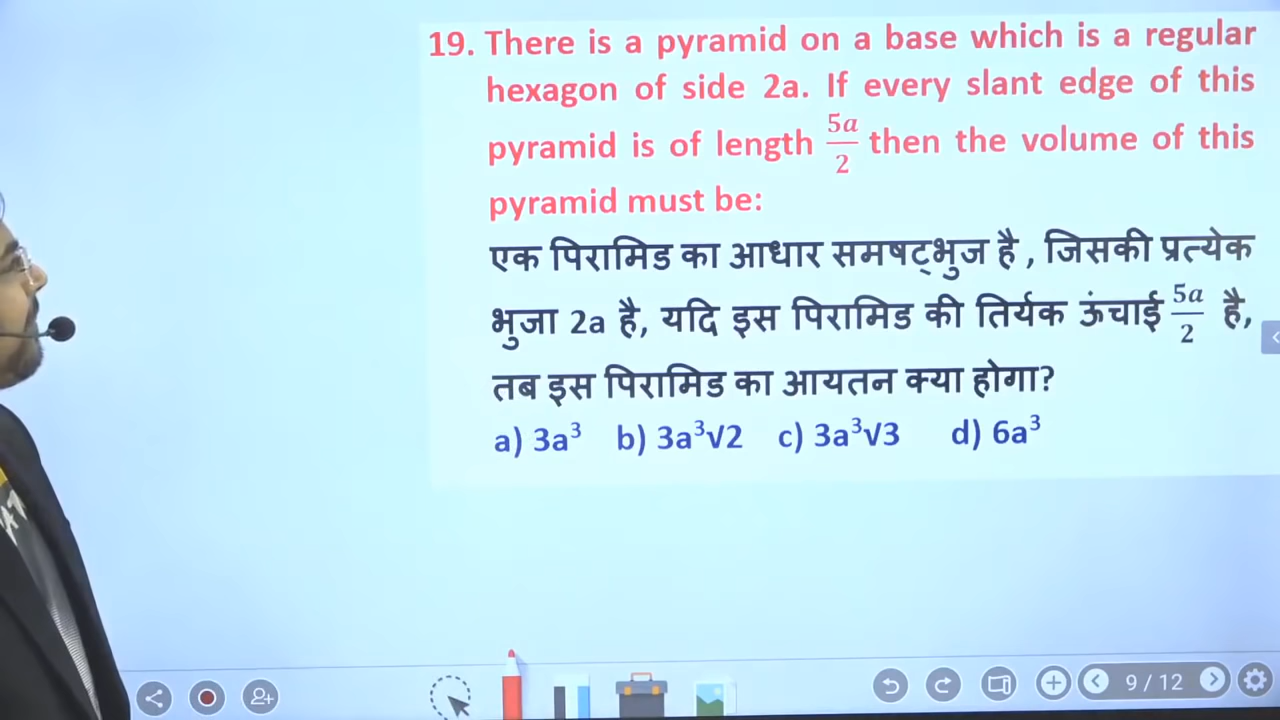 19. There is a pyramid on a base which is a regular
hexagon of side 2a. If every slant edge of this
pyramid is of length 5a/2 then the volume of this
pyramid must be:
एक पिरामिड का आधार समषट्भुज है , जिसकी प्रत्येक
भुजा 2a है, यदि इस पिरामिड की तिर्यक ऊंचाई 5a/2 है,
तब इस पिरामिड का आयतन क्या होगा?
a) 3a³ b) 3a³√2 c) 3a³√3 d) 6a³
9 / 12